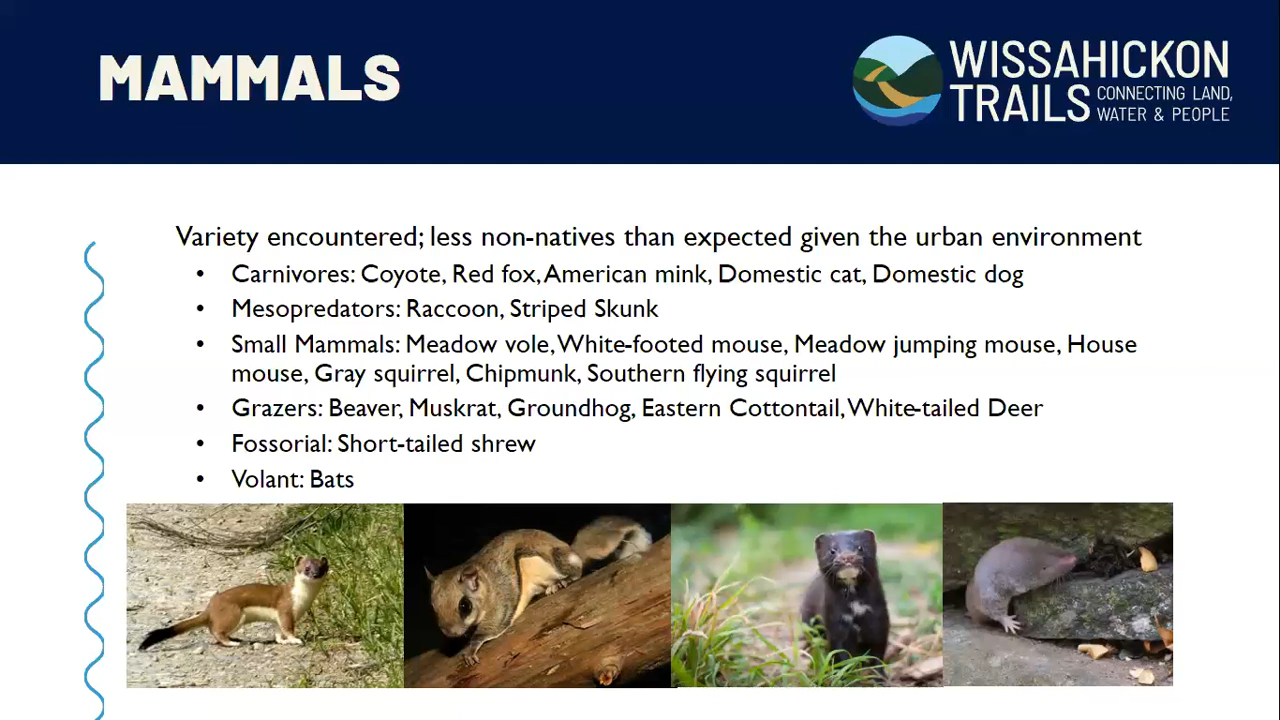 MAMMALS
WISSAHICKON
TRAILS CONNECTING LAND,
WATER & PEOPLE
Variety encountered; less non-natives than expected given the urban environment
• Carnivores: Coyote, Red fox, American mink, Domestic cat, Domestic dog
• Mesopredators: Raccoon, Striped Skunk
• Small Mammals: Meadow vole, White-footed mouse, Meadow jumping mouse, House
mouse, Gray squirrel, Chipmunk, Southern flying squirrel
• Grazers: Beaver, Muskrat, Groundhog, Eastern Cottontail, White-tailed Deer
• Fossorial: Short-tailed shrew
• Volant: Bats